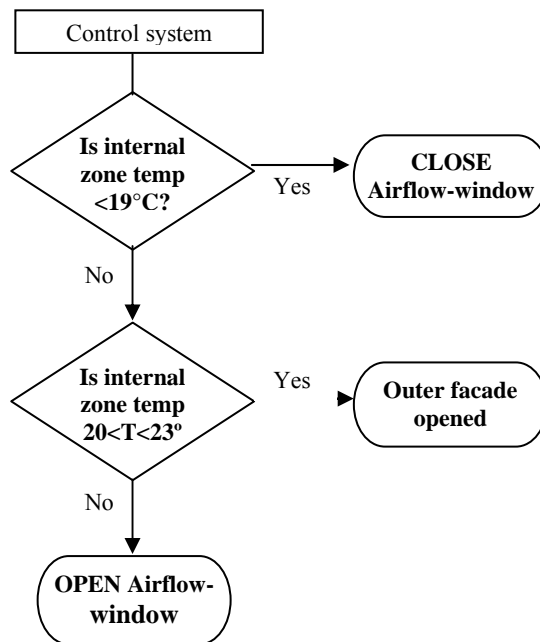 Control system
Is internal
zone temp
<19°C?
Yes
CLOSE
Airflow-window
No
Is internal
zone temp
20<T<23º
Yes
Outer facade
opened
No
OPEN Airflow-
window